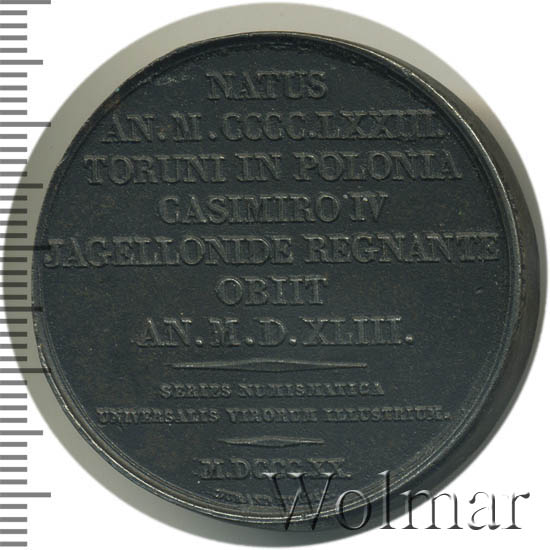 NATUS
AN. M. CCCC.LXXIII.
TORUNI IN POLONIA
CASIMIRO IV
JAGELLONIDE REGNANTE
OBIIT
AN. M. D. XLIII.
SERIES NUMISMATICA
UNIVERSALIS VIRORUM ILLUSTRIUM.
M.DCCC.XX.
Wolmar